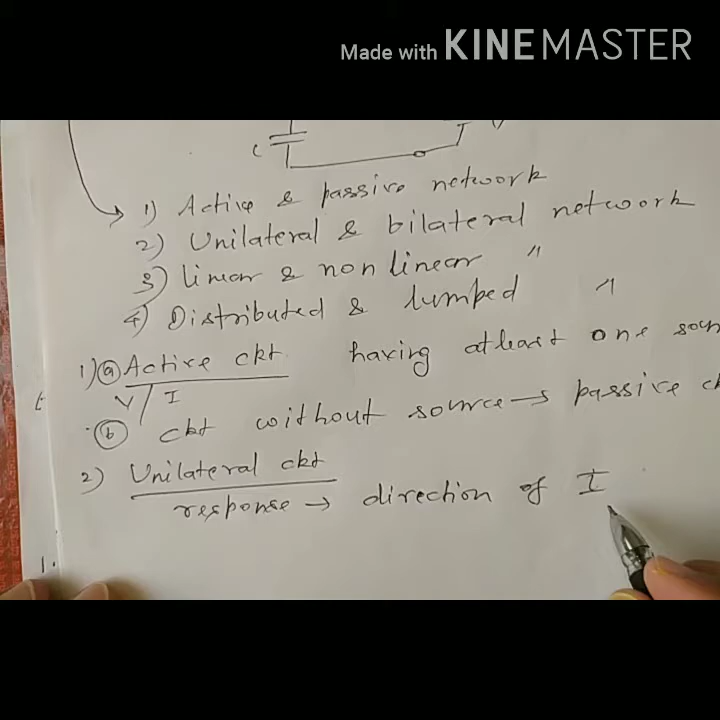 Made with KINEMASTER
C
1) Active & passive network
2) Unilateral & bilateral network
3) linear & non linear "
4) Distributed & lumped "
1) (a) Active ckt having atleast one
V/I
(b) ckt without source → passive
2) Unilateral ckt
response → direction of I
1.